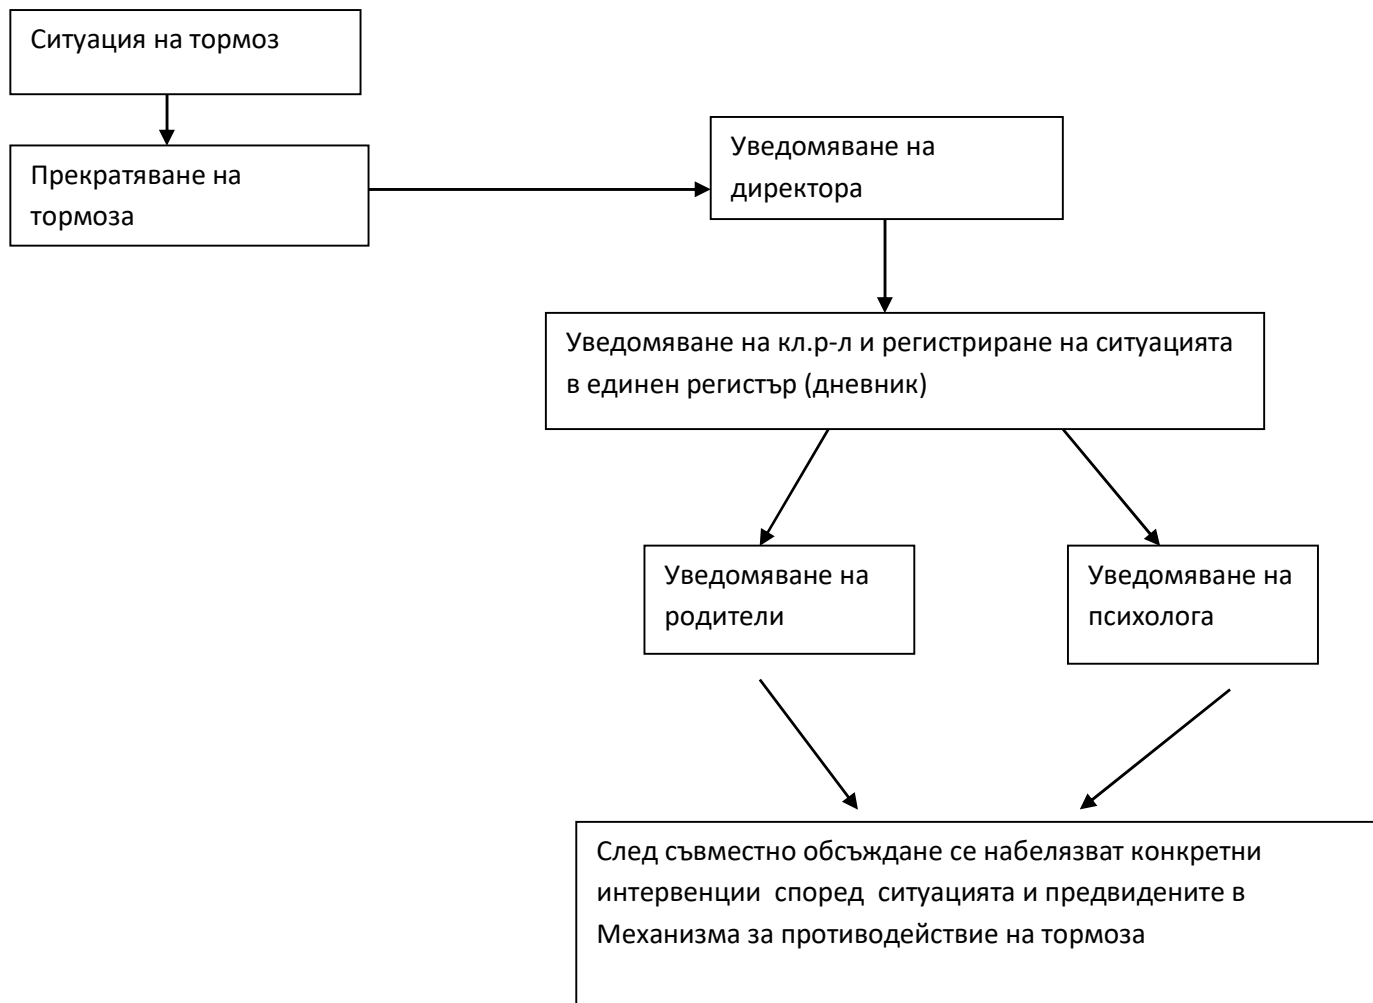 Ситуация на тормоз
Прекратяване на
тормоза
Уведомяване на
директора
Уведомяване на кл.р-л и регистриране на ситуацията
в единен регистър (дневник)
Уведомяване на
родители
Уведомяване на
психолога
След съвместно обсъждане се набелязват конкретни
интервенции според ситуацията и предвидените в
Механизма за противодействие на тормоза